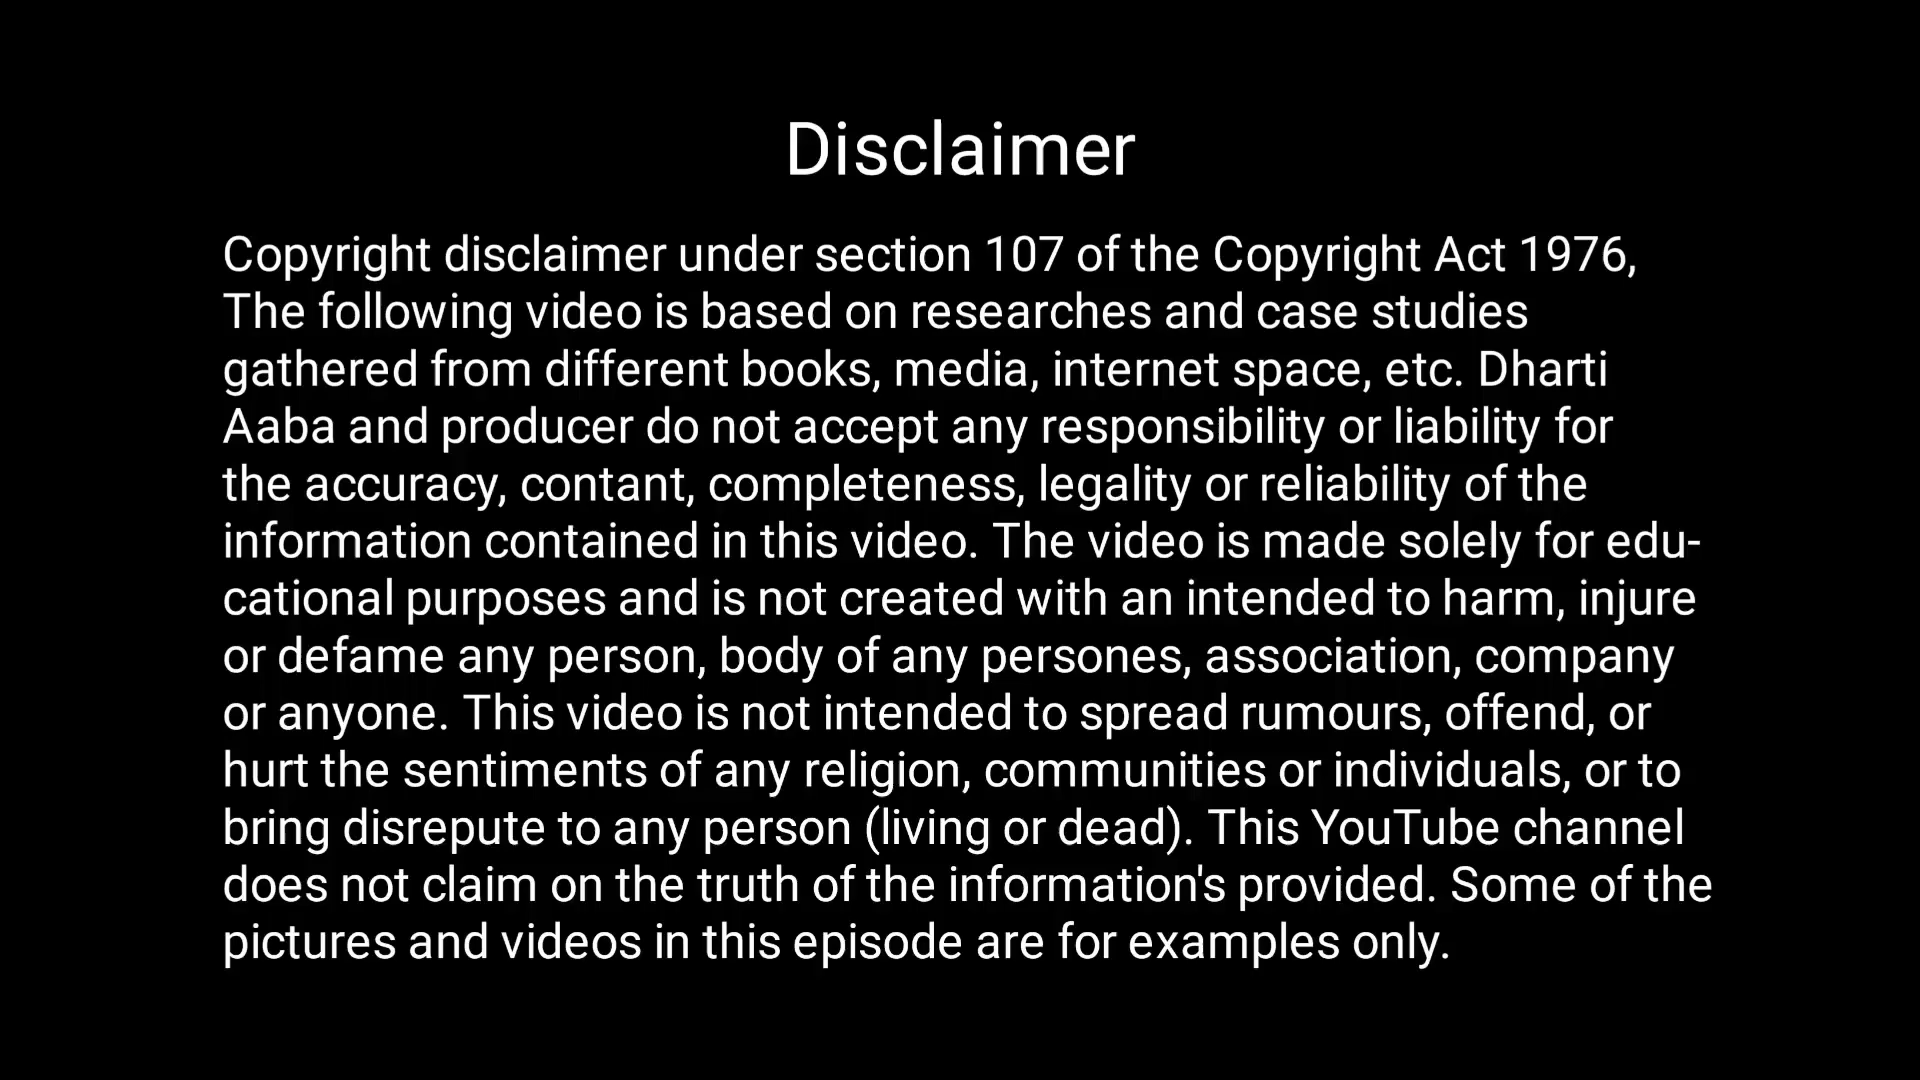 Disclaimer
Copyright disclaimer under section 107 of the Copyright Act 1976,
The following video is based on researches and case studies
gathered from different books, media, internet space, etc. Dharti
Aaba and producer do not accept any responsibility or liability for
the accuracy, contant, completeness, legality or reliability of the
information contained in this video. The video is made solely for edu-
cational purposes and is not created with an intended to harm, injure
or defame any person, body of any persones, association, company
or anyone. This video is not intended to spread rumours, offend, or
hurt the sentiments of any religion, communities or individuals, or to
bring disrepute to any person (living or dead). This YouTube channel
does not claim on the truth of the information's provided. Some of the
pictures and videos in this episode are for examples only.